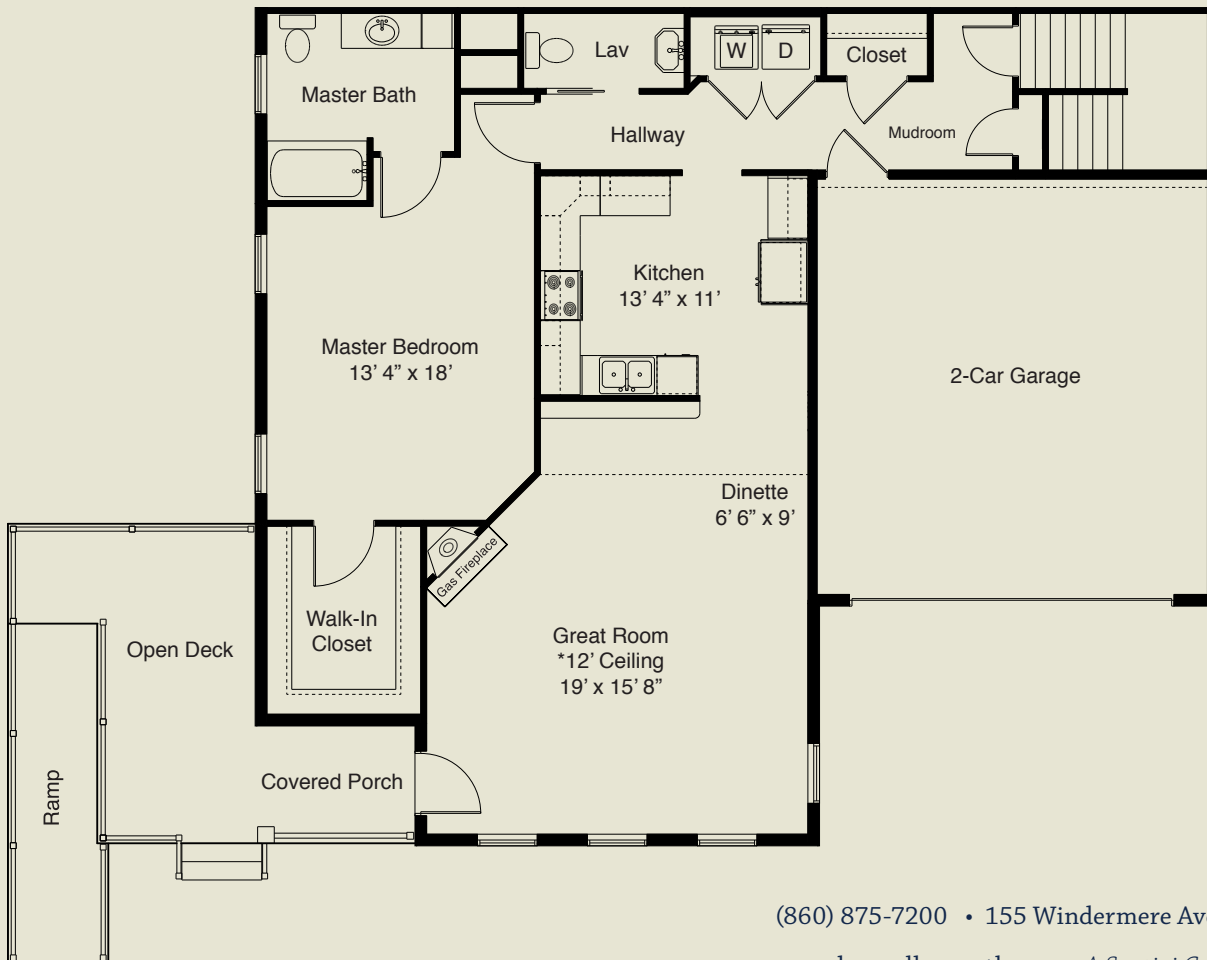 Lav
W
D
Closet
Master Bath
Hallway
Mudroom
Kitchen
13’ 4” x 11’
Master Bedroom
13’ 4” x 18’
2-Car Garage
Dinette
6’ 6” x 9’
Gas Fireplace
Walk-In
Closet
Great Room
*12’ Ceiling
19’ x 15’ 8”
Open Deck
Ramp
Covered Porch
(860) 875-7200 • 155 Windermere Av